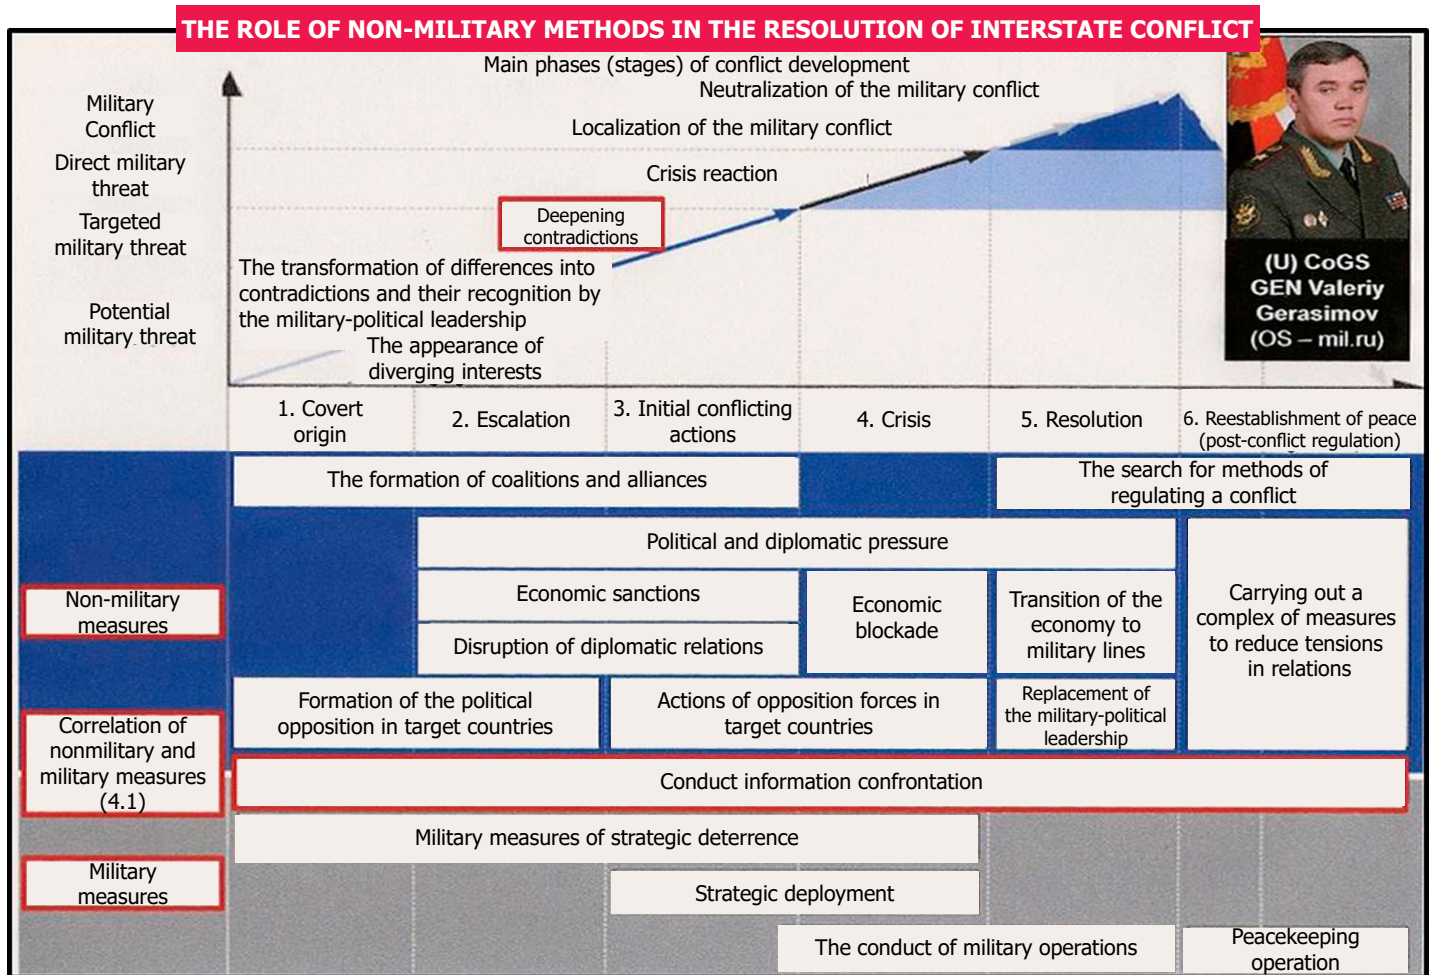 THE ROLE OF NON-MILITARY METHODS IN THE RESOLUTION OF INTERSTATE CONFLICT
Main phases (stages) of conflict development
Neutralization of the military conflict
Localization of the military conflict
Crisis reaction
Deepening
contradictions
The transformation of differences into
contradictions and their recognition by
the military-political leadership
The appearance of
diverging interests
Military
Conflict
Direct military
threat
Targeted
military threat
Potential
military threat
(U) CoGS
GEN Valeriy
Gerasimov
(OS – mil.ru)
1. Covert
origin
2. Escalation
3. Initial conflicting
actions
4. Crisis
5. Resolution
6. Reestablishment of peace
(post-conflict regulation)
The formation of coalitions and alliances
The search for methods of
regulating a conflict
Political and diplomatic pressure
Non-military
measures
Economic sanctions
Disruption of diplomatic relations
Economic
blockade
Transition of the
economy to
military lines
Carrying out a
complex of measures
to reduce tensions
in relations
Formation of the political
opposition in target countries
Actions of opposition forces in
target countries
Replacement of
the military-political
leadership
Correlation of
nonmilitary and
military measures
(4.1)
Conduct information confrontation
Military measures of strategic deterrence
Military
measures
Strategic deployment
The conduct of military operations
Peacekeeping
operation